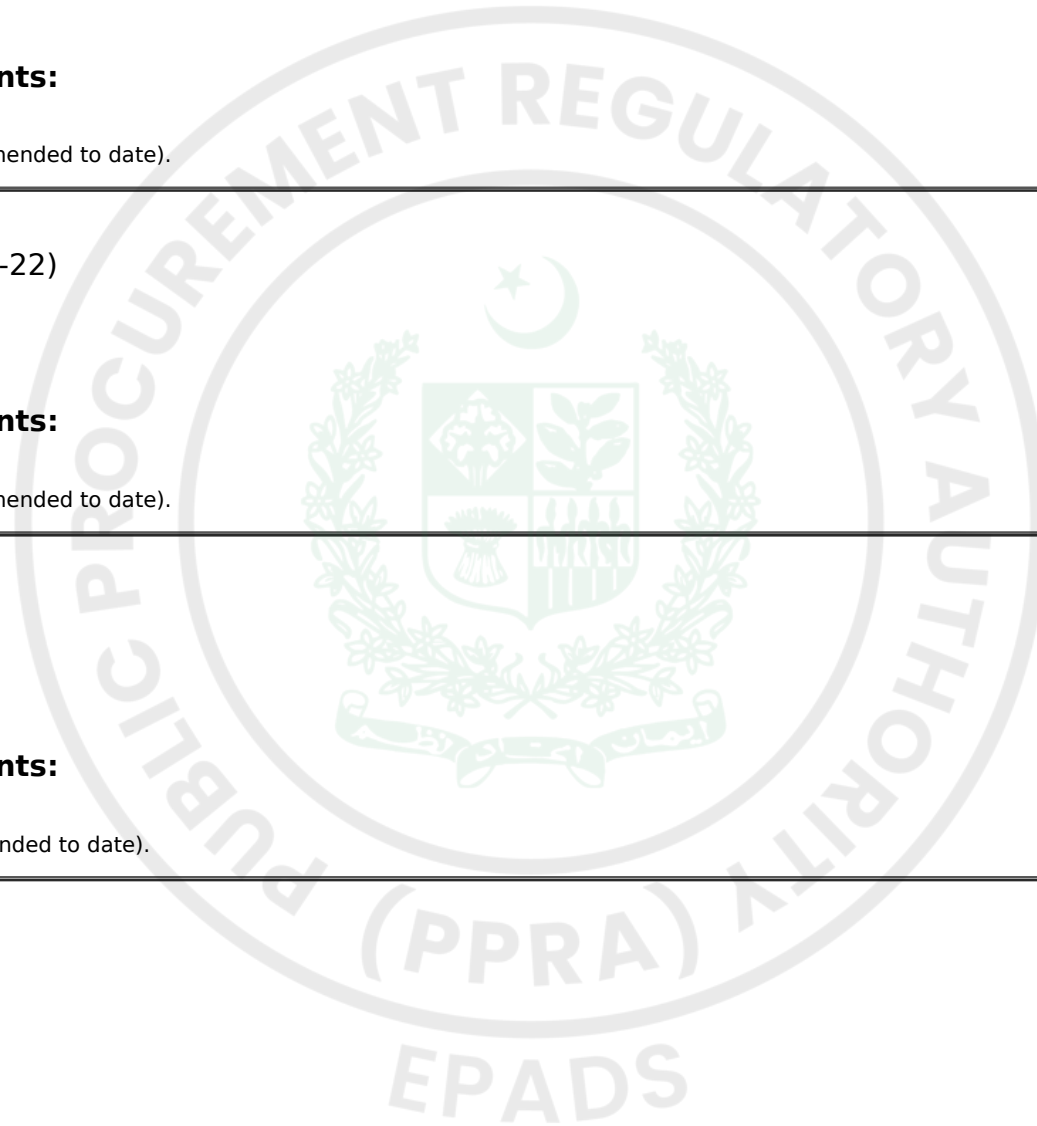 nts:
nended to date).
-22)
nts:
nended to date).
nts:
nded to date).
PUBLIC PROCUREMENT REGULATORY AUTHORITY
(PPRA)
EPADS